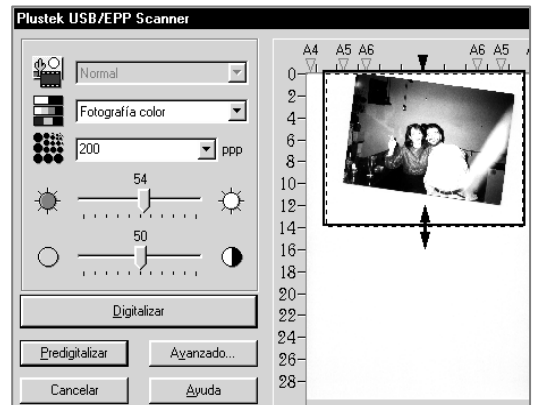 Plustek USB/EPP Scanner
Normal
Fotografía color
200 ppp
54
50
Digitalizar
Predigitalizar
Avanzado...
Cancelar
Ayuda
A4 A5 A6 A6 A5
0
2
4
6
8
10
12
14
16
18
20
22
24
26
28